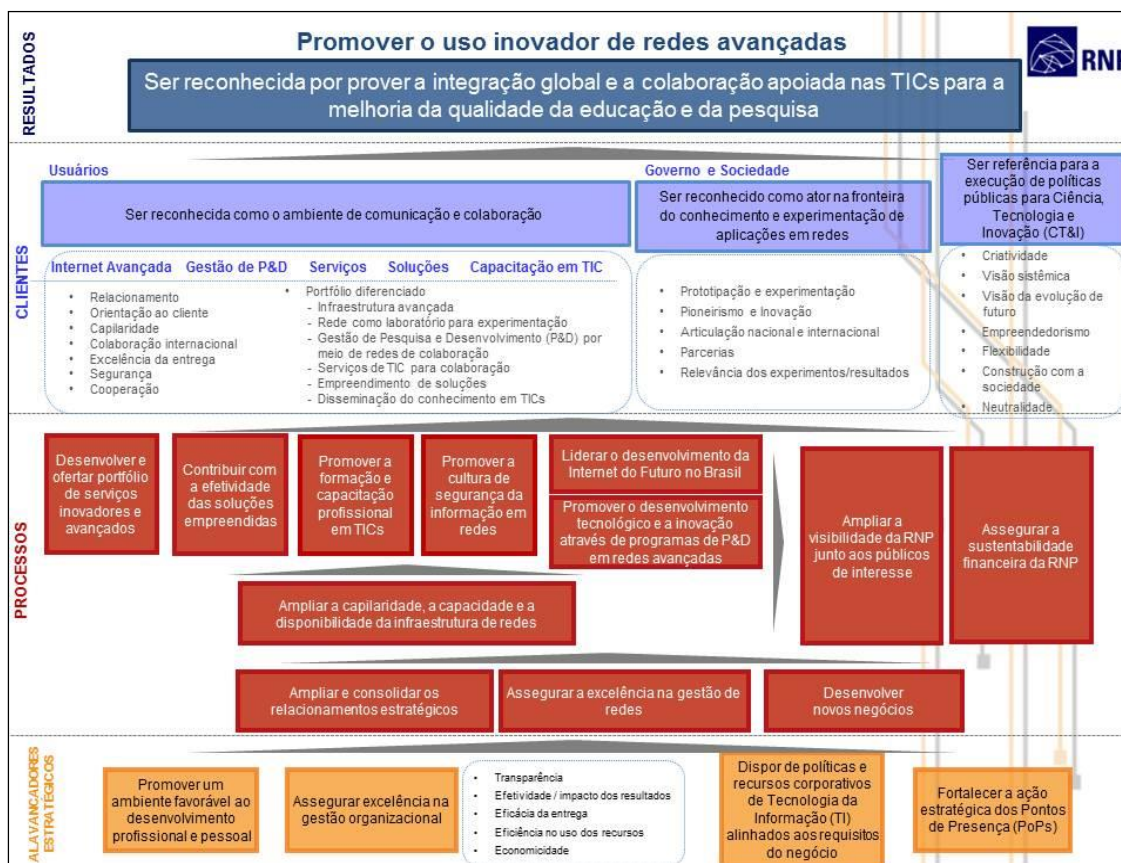 RESULTADOS
Promover o uso inovador de redes avançadas
RNP
Ser reconhecida por prover a integração global e a colaboração apoiada nas TICs para a
melhoria da qualidade da educação e da pesquisa
CLIENTES
Usuários
Ser reconhecida como o ambiente de comunicação e colaboração
Governo e Sociedade
Ser reconhecido como ator na fronteira
do conhecimento e experimentação de
aplicações em redes
Ser referência para a
execução de políticas
públicas para Ciência,
Tecnologia e
Inovação (CT&I)
Internet Avançada Gestão de P&D Serviços Soluções Capacitação em TIC
• Relacionamento
• Orientação ao cliente
• Capilaridade
• Colaboração internacional
• Excelência da entrega
• Segurança
• Cooperação
• Portfólio diferenciado
- Infraestrutura avançada
- Rede como laboratório para experimentação
- Gestão de Pesquisa e Desenvolvimento (P&D) por
meio de redes de colaboração
- Serviços de TIC para colaboração
- Empreendimento de soluções
- Disseminação do conhecimento em TICs
• Prototipação e experimentação
• Pioneirismo e Inovação
• Articulação nacional e internacional
• Parcerias
• Relevância dos experimentos/resultados
• Criatividade
• Visão sistêmica
• Visão da evolução de
futuro
• Empreendedorismo
• Flexibilidade
• Construção com a
sociedade
• Neutralidade
PROCESSOS
Desenvolver e
ofertar portfólio
de serviços
inovadores e
avançados
Contribuir com
a efetividade
das soluções
empreendidas
Promover a
formação e
capacitação
profissional
em TICs
Promover a
cultura de
segurança da
informação em
redes
Liderar o desenvolvimento da
Internet do Futuro no Brasil
Promover o desenvolvimento
tecnológico e a inovação
através de programas de P&D
em redes avançadas
Ampliar a
visibilidade da RNP
junto aos públicos
de interesse
Assegurar a
sustentabilidade
financeira da RNP
Ampliar a capilaridade, a capacidade e a
disponibilidade da infraestrutura de redes
Ampliar e consolidar os
relacionamentos estratégicos
Assegurar a excelência na gestão de
redes
Desenvolver
novos negócios
ALAVANCADORES
ESTRATÉGICOS
Promover um
ambiente favorável ao
desenvolvimento
profissional e pessoal
Assegurar excelência na
gestão organizacional
• Transparência
• Efetividade / impacto dos resultados
• Eficácia da entrega
• Eficiência no uso dos recursos
• Economicidade
Dispor de políticas e
recursos corporativos
de Tecnologia da
Informação (TI)
alinhados aos requisitos
do negócio
Fortalecer a ação
estratégica dos Pontos
de Presença (PoPs)